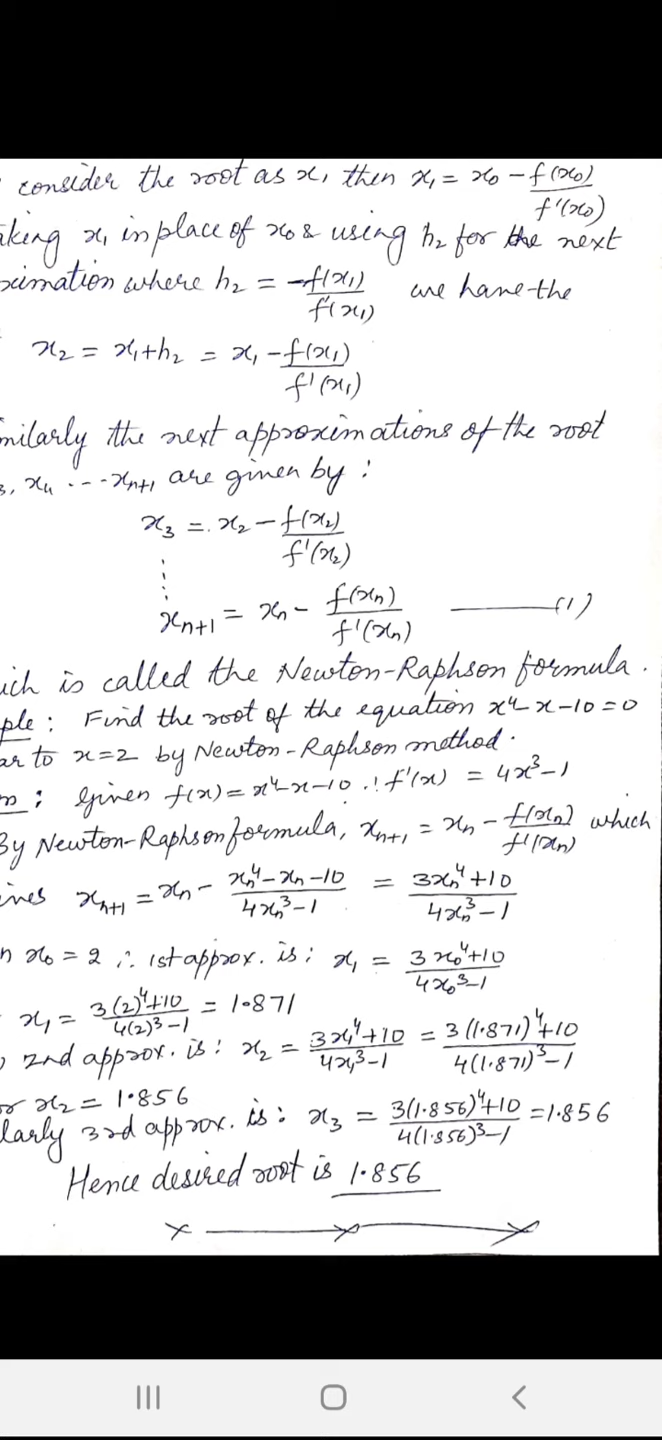 consider the root as x₁ then x₁ = x₀ - f(x₀)/f'(x₀)
aking x₁ in place of x₀ & using h₂ for the next
ximation where h₂ = -f(x₁)/f'(x₁) we have the
x₂ = x₁+h₂ = x₁ - f(x₁)/f'(x₁)
milarly the next approximations of the root
3, x₄ --- xₙ₊₁ are given by :
x₃ = x₂ - f(x₂)/f'(x₂)
⋮
xₙ₊₁ = xₙ - f(xₙ)/f'(xₙ) ——— (1)
ich is called the Newton-Raphson formula.
ple : Find the root of the equation x⁴-x-10=0
ar to x=2 by Newton-Raphson method.
n : Given f(x) = x⁴-x-10 ∴ f'(x) = 4x³-1
By Newton-Raphson formula, xₙ₊₁ = xₙ - f(xₙ)/f'(xₙ) which
ives xₙ₊₁ = xₙ - (xₙ⁴-xₙ-10)/(4xₙ³-1) = (3xₙ⁴+10)/(4xₙ³-1)
n x₀ = 2 ∴ 1st approx. is : x₁ = (3x₀⁴+10)/(4x₀³-1)
x₁ = (3(2)⁴+10)/(4(2)³-1) = 1.871
2nd approx. is : x₂ = (3x₁⁴+10)/(4x₁³-1) = (3(1.871)⁴+10)/(4(1.871)³-1)
or x₂ = 1.856
larly 3rd approx. is : x₃ = (3(1.856)⁴+10)/(4(1.856)³-1) = 1.856
Hence desired root is 1.856